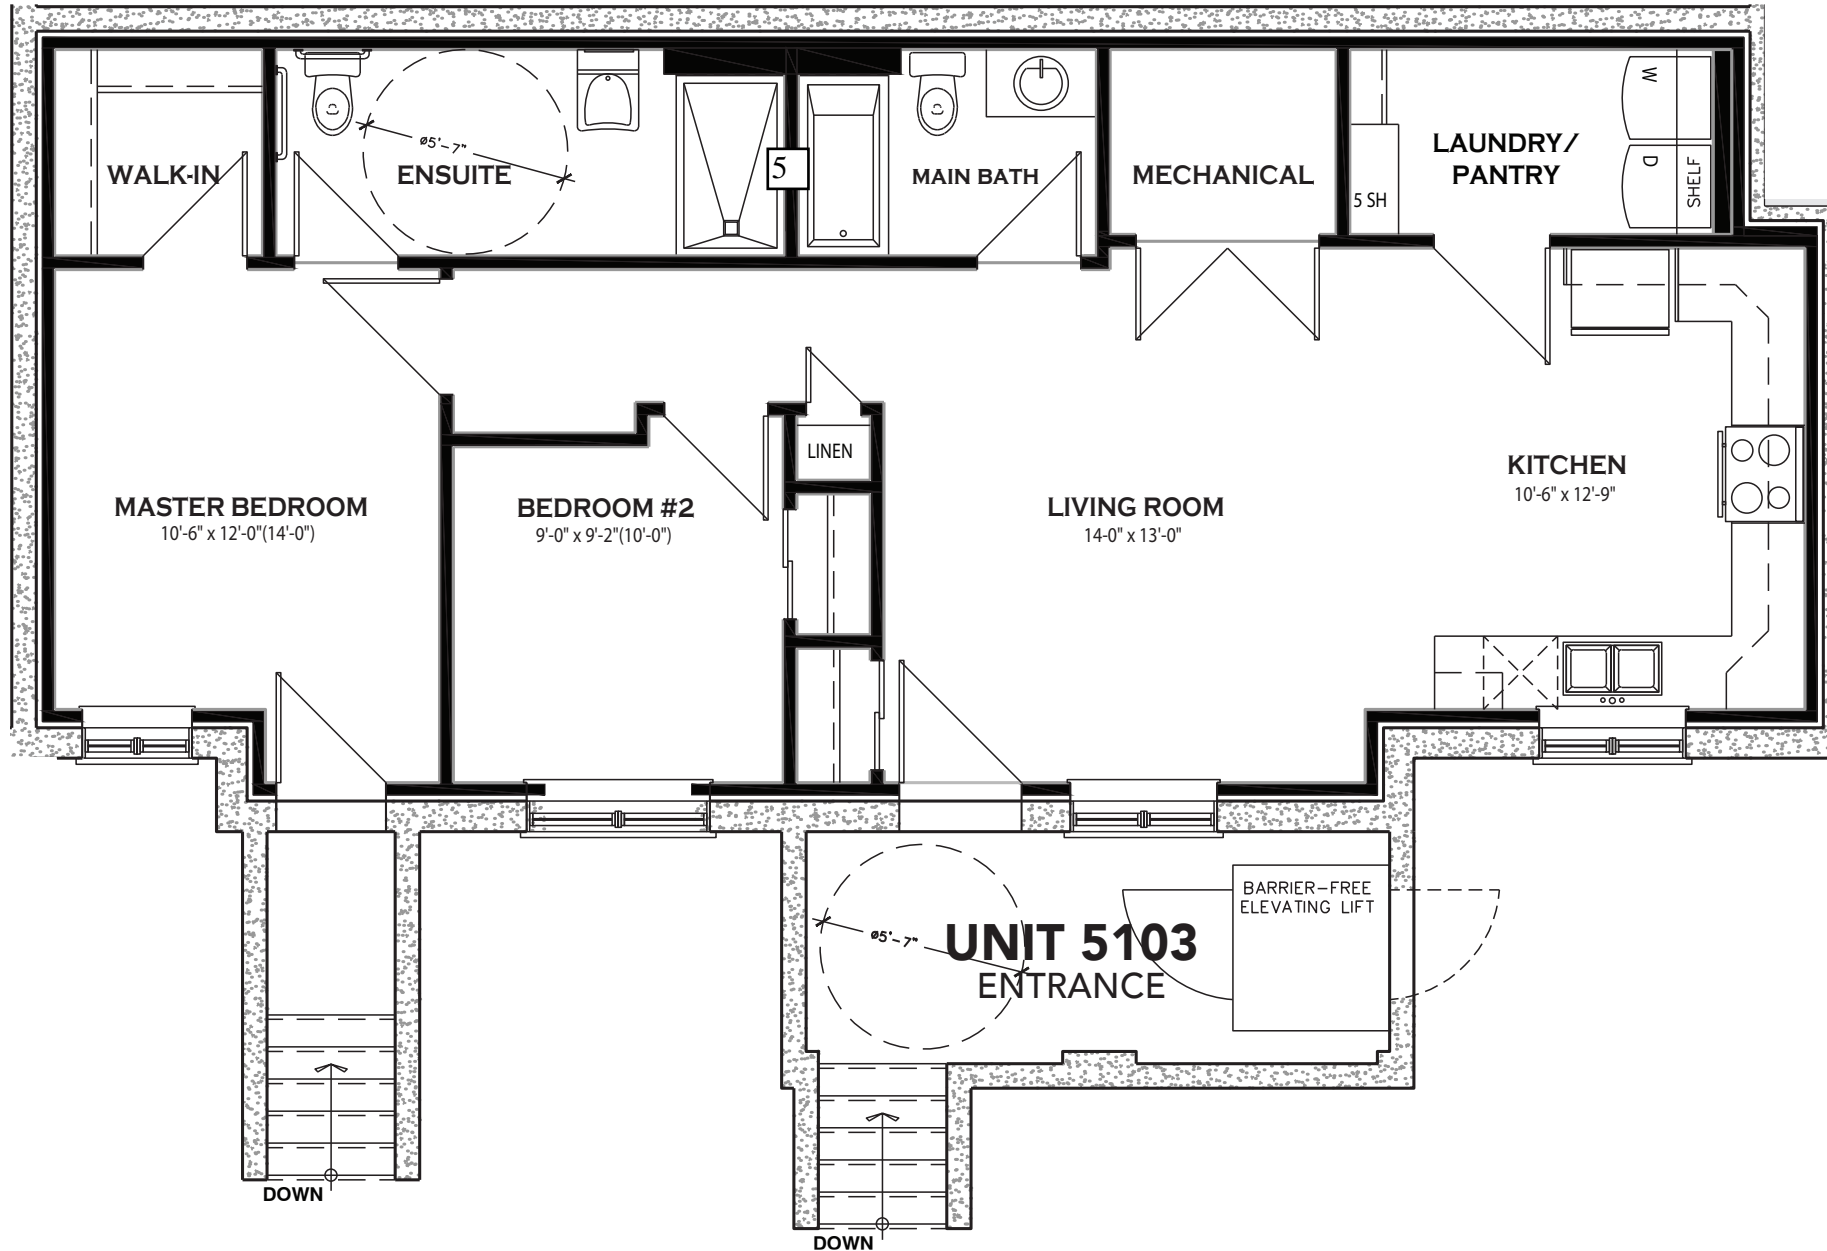 W
LAUNDRY/
PANTRY
ø5'-7"
WALK-IN
ENSUITE
5
MAIN BATH
MECHANICAL
D
SHELF
5 SH
LINEN
KITCHEN
10'-6" x 12'-9"
MASTER BEDROOM
10'-6" x 12'-0"(14'-0")
BEDROOM #2
9'-0" x 9'-2"(10'-0")
LIVING ROOM
14-0" x 13'-0"
BARRIER-FREE
ELEVATING LIFT
ø5'-7"
UNIT 5103
ENTRANCE
DOWN
DOWN